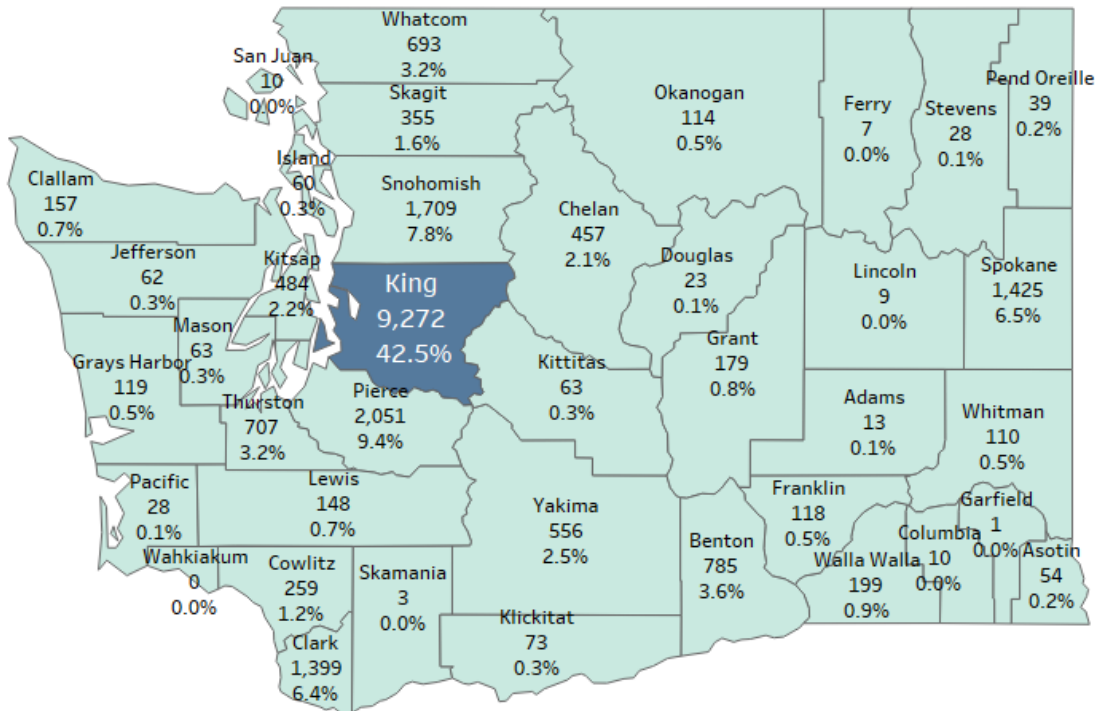 Whatcom
693
3.2%
San Juan
10
0.0%
Skagit
355
1.6%
Okanogan
114
0.5%
Ferry
7
0.0%
Stevens
28
0.1%
Pend Oreille
39
0.2%
Island
60
0.3%
Clallam
157
0.7%
Snohomish
1,709
7.8%
Chelan
457
2.1%
Jefferson
62
0.3%
Kitsap
484
2.2%
King
9,272
42.5%
Douglas
23
0.1%
Lincoln
9
0.0%
Spokane
1,425
6.5%
Mason
63
0.3%
Grays Harbor
119
0.5%
Thurston
707
3.2%
Pierce
2,051
9.4%
Kittitas
63
0.3%
Grant
179
0.8%
Adams
13
0.1%
Whitman
110
0.5%
Pacific
28
0.1%
Lewis
148
0.7%
Yakima
556
2.5%
Benton
785
3.6%
Franklin
118
0.5%
Walla Walla
199
0.9%
Columbia
10
0.0%
Garfield
1
0.0%
Asotin
54
0.2%
Wahkiakum
0
0.0%
Cowlitz
259
1.2%
Skamania
3
0.0%
Klickitat
73
0.3%
Clark
1,399
6.4%